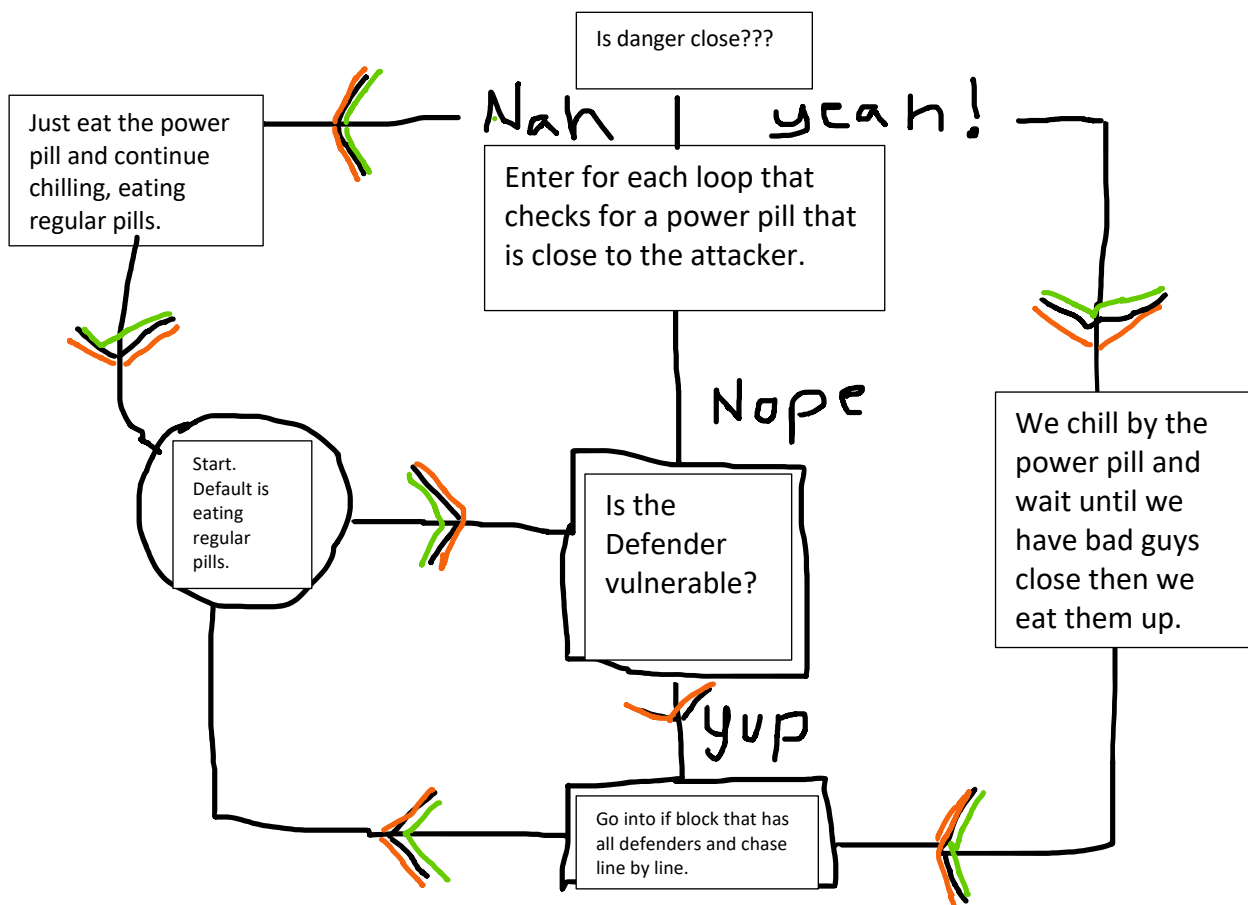 Is danger close???
Nah
yeah!
Just eat the power
pill and continue
chilling, eating
regular pills.
Enter for each loop that
checks for a power pill that
is close to the attacker.
Nope
Start.
Default is
eating
regular
pills.
Is the
Defender
vulnerable?
We chill by the
power pill and
wait until we
have bad guys
close then we
eat them up.
yup
Go into if block that has
all defenders and chase
line by line.